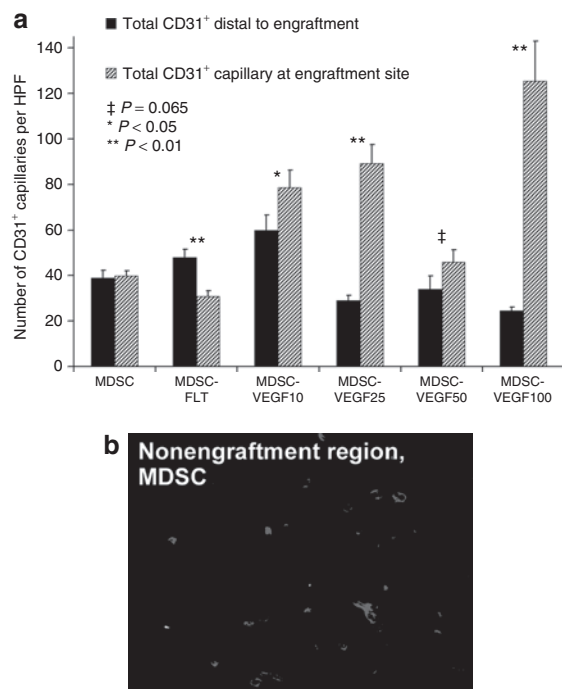 a
Total CD31+ distal to engraftment
Total CD31+ capillary at engraftment site
‡ P = 0.065
* P < 0.05
** P < 0.01
Number of CD31+ capillaries per HPF
140
120
100
80
60
40
20
0
**
*
**
‡
**
MDSC
MDSC-
FLT
MDSC-
VEGF10
MDSC-
VEGF25
MDSC-
VEGF50
MDSC-
VEGF100
b
Nonengraftment region,
MDSC